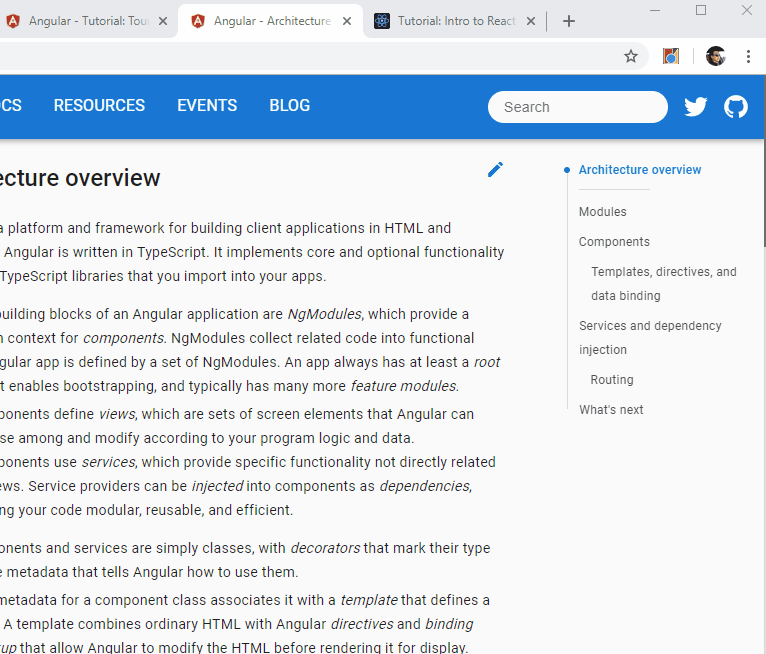 Angular - Tutorial: Tou
Angular - Architecture
Tutorial: Intro to React
RESOURCES EVENTS BLOG
Search
overview
a platform and framework for building client applications in HTML and
Angular is written in TypeScript. It implements core and optional functionality
TypeScript libraries that you import into your apps.
building blocks of an Angular application are NgModules, which provide a
context for components. NgModules collect related code into functional
app is defined by a set of NgModules. An app always has at least a root
enables bootstrapping, and typically has many more feature modules.
define views, which are sets of screen elements that Angular can
among and modify according to your program logic and data.
use services, which provide specific functionality not directly related
Service providers can be injected into components as dependencies,
your code modular, reusable, and efficient.
and services are simply classes, with decorators that mark their type
metadata that tells Angular how to use them.
metadata for a component class associates it with a template that defines a
A template combines ordinary HTML with Angular directives and binding
that allow Angular to modify the HTML before rendering it for display.
Architecture overview
Modules
Components
Templates, directives, and
data binding
Services and dependency
injection
Routing
What's next